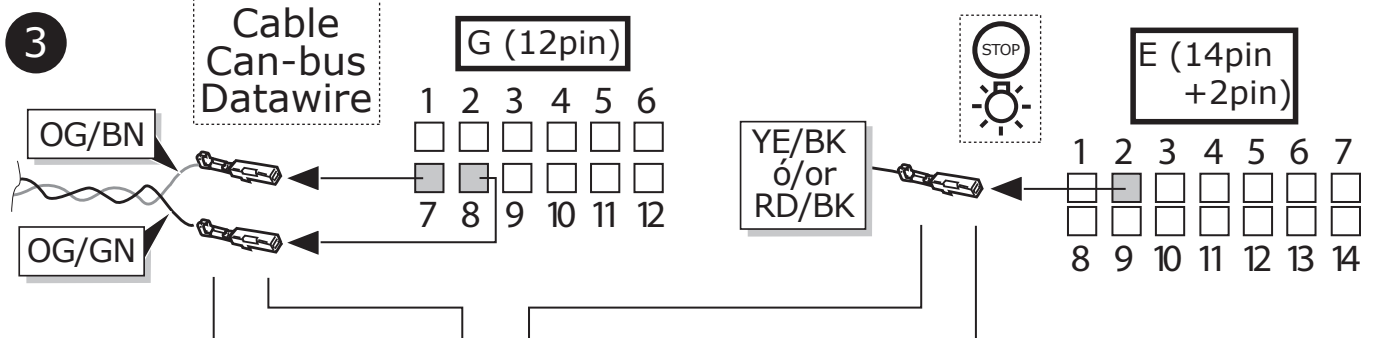 3
Cable
Can-bus
Datawire
G (12pin)
1 2 3 4 5 6
7 8 9 10 11 12
OG/BN
OG/GN
YE/BK
ó/or
RD/BK
STOP
E (14pin
+2pin)
1 2 3 4 5 6 7
8 9 10 11 12 13 14